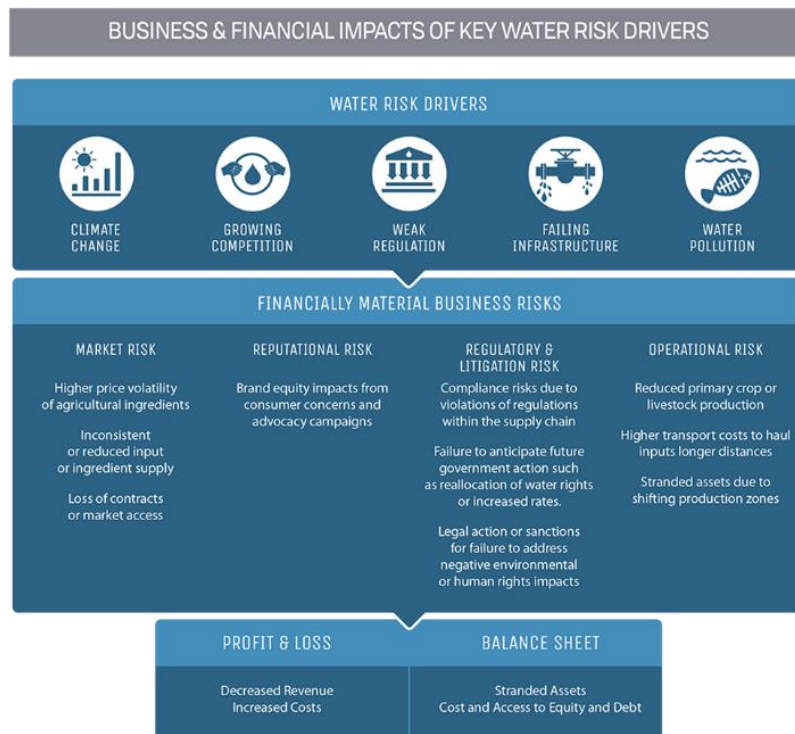 BUSINESS & FINANCIAL IMPACTS OF KEY WATER RISK DRIVERS
WATER RISK DRIVERS
CLIMATE
CHANGE
GROWING
COMPETITION
WEAK
REGULATION
FAILING
INFRASTRUCTURE
WATER
POLLUTION
FINANCIALLY MATERIAL BUSINESS RISKS
MARKET RISK
Higher price volatility
of agricultural ingredients
Inconsistent
or reduced input
or ingredient supply
Loss of contracts
or market access
REPUTATIONAL RISK
Brand equity impacts from
consumer concerns and
advocacy campaigns
REGULATORY &
LITIGATION RISK
Compliance risks due to
violations of regulations
within the supply chain
Failure to anticipate future
government action such
as reallocation of water rights
or increased rates.
Legal action or sanctions
for failure to address
negative environmental
or human rights impacts
OPERATIONAL RISK
Reduced primary crop or
livestock production
Higher transport costs to haul
inputs longer distances
Stranded assets due to
shifting production zones
PROFIT & LOSS
Decreased Revenue
Increased Costs
BALANCE SHEET
Stranded Assets
Cost and Access to Equity and Debt